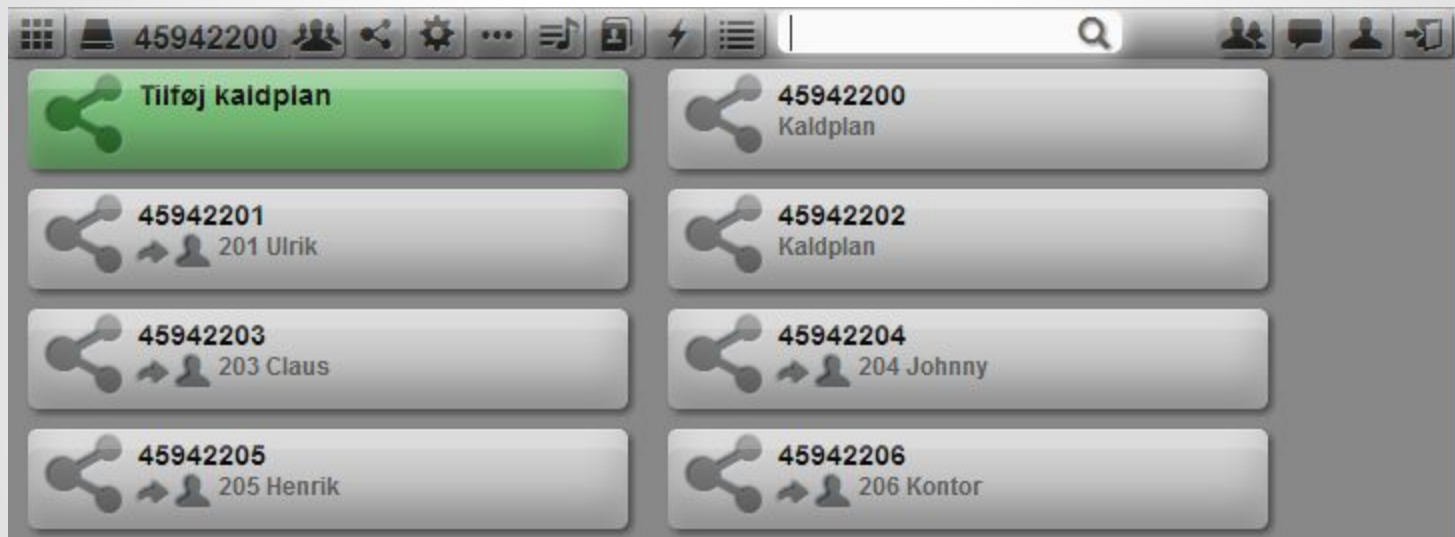 45942200
Tilføj kaldplan
45942200
Kaldplan
45942201
201 Ulrik
45942202
Kaldplan
45942203
203 Claus
45942204
204 Johnny
45942205
205 Henrik
45942206
206 Kontor